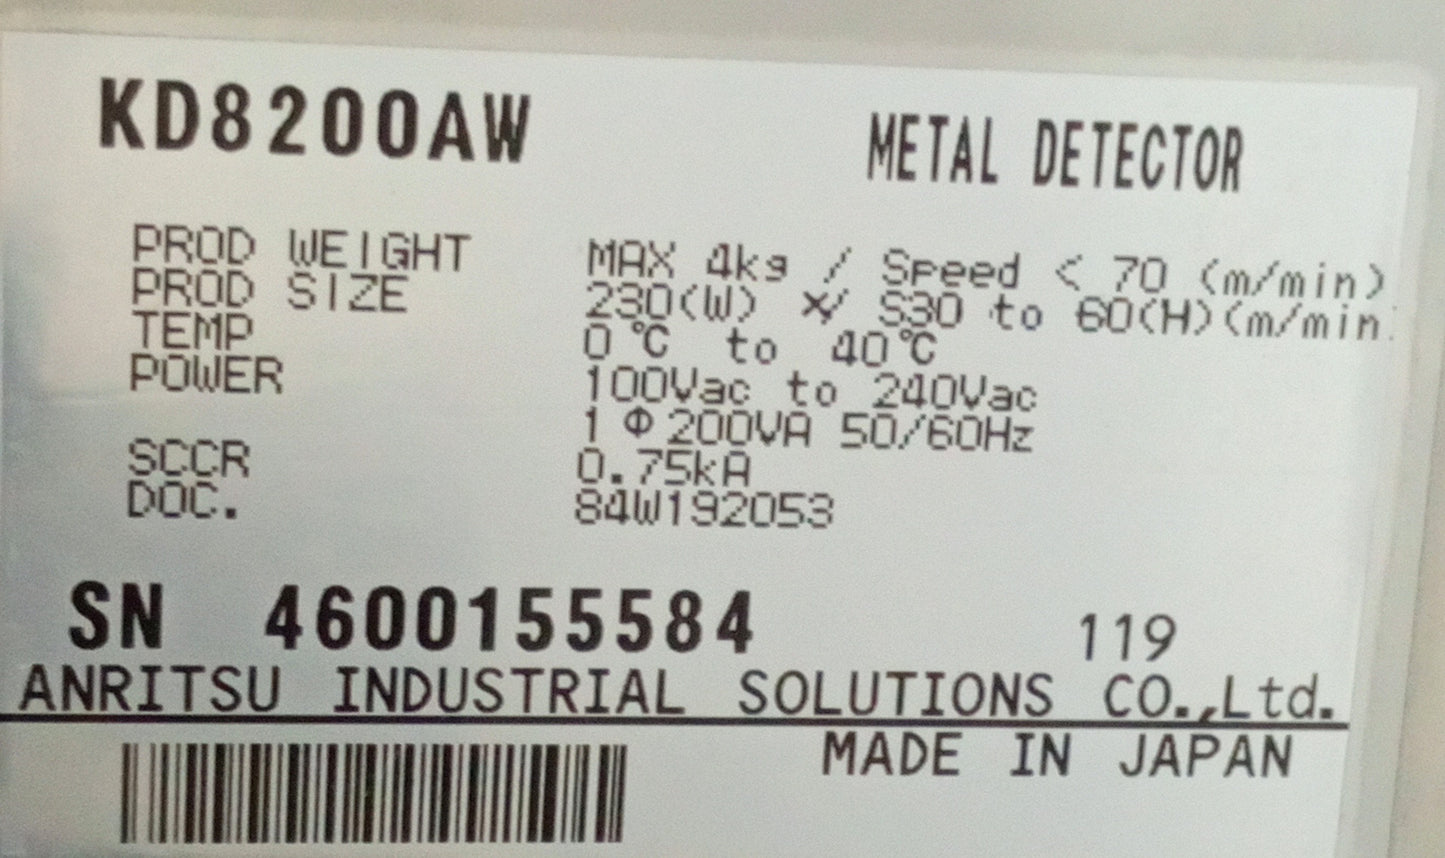 KD8200AW METAL DETECTOR
PROD WEIGHT MAX 4kg / Speed < 70 (m/min)
PROD SIZE 230(W) 60(H)(m/min
TEMP 0℃ to 40℃
POWER 100Vac to 240Vac
1Φ200VA 50/60Hz
SCCR 0.75kA
DOC. 84W192053
SN 4600155584 119
ANRITSU INDUSTRIAL SOLUTIONS CO.,Ltd.
MADE IN JAPAN